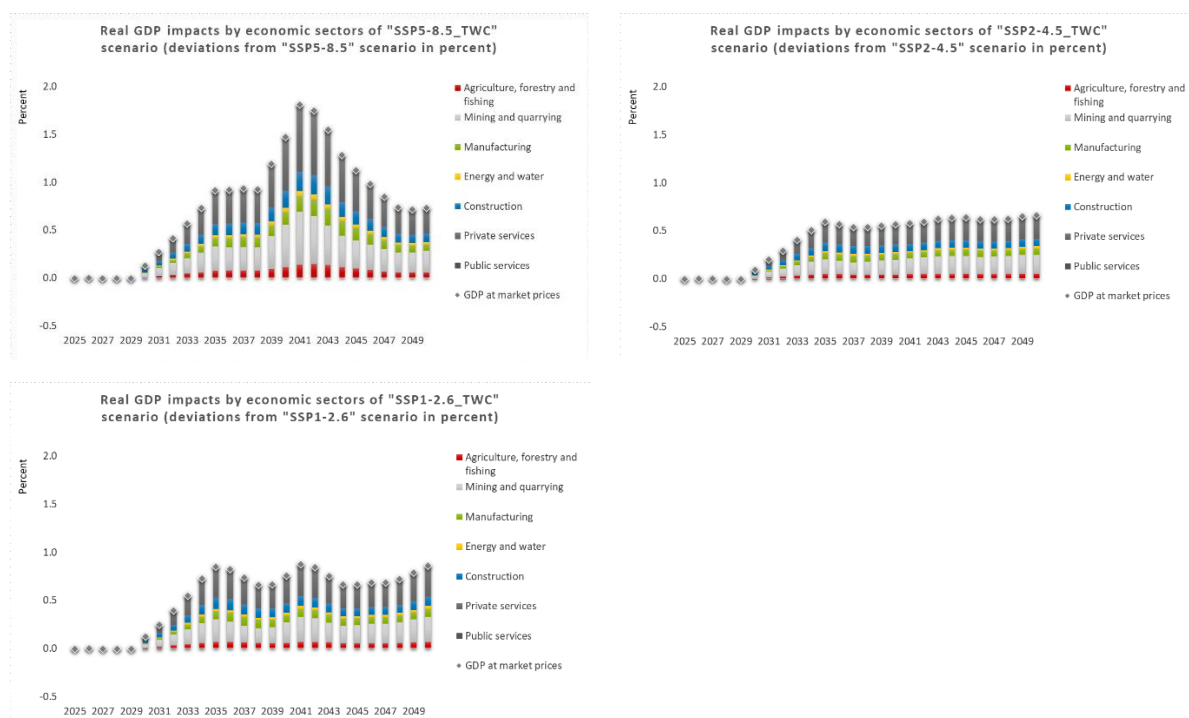 Real GDP impacts by economic sectors of "SSP5-8.5_TWC"
scenario (deviations from "SSP5-8.5" scenario in percent)
Percent
2.0
1.5
1.0
0.5
0.0
-0.5
2025 2027 2029 2031 2033 2035 2037 2039 2041 2043 2045 2047 2049
Agriculture, forestry and
fishing
Mining and quarrying
Manufacturing
Energy and water
Construction
Private services
Public services
GDP at market prices
Real GDP impacts by economic sectors of "SSP2-4.5_TWC"
scenario (deviations from "SSP2-4.5" scenario in percent)
Percent
2.0
1.5
1.0
0.5
0.0
-0.5
2025 2027 2029 2031 2033 2035 2037 2039 2041 2043 2045 2047 2049
Agriculture, forestry and
fishing
Mining and quarrying
Manufacturing
Energy and water
Construction
Private services
Public services
GDP at market prices
Real GDP impacts by economic sectors of "SSP1-2.6_TWC"
scenario (deviations from "SSP1-2.6" scenario in percent)
Percent
2.0
1.5
1.0
0.5
0.0
-0.5
2025 2027 2029 2031 2033 2035 2037 2039 2041 2043 2045 2047 2049
Agriculture, forestry and
fishing
Mining and quarrying
Manufacturing
Energy and water
Construction
Private services
Public services
GDP at market prices